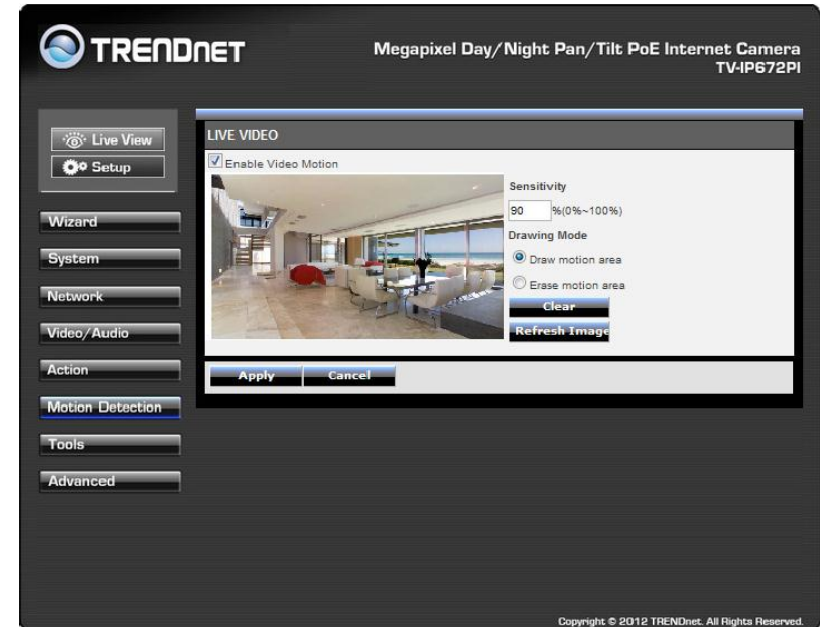 TRENDNET
Megapixel Day/Night Pan/Tilt PoE Internet Camera
TV-IP672PI
Live View
Setup
Wizard
System
Network
Video/Audio
Action
Motion Detection
Tools
Advanced
LIVE VIDEO
Enable Video Motion
Sensitivity
90 %(0%~100%)
Drawing Mode
Draw motion area
Erase motion area
Clear
Refresh Image
Apply Cancel
Copyright © 2012 TRENDnet. All Rights Reserved.